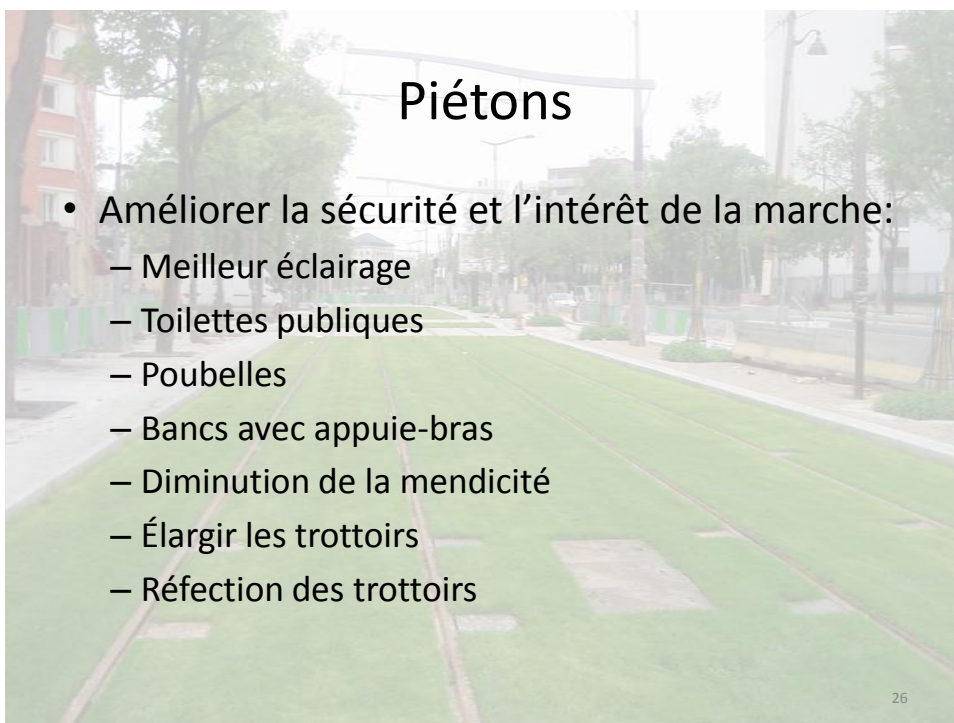 Piétons
• Améliorer la sécurité et l’intérêt de la marche:
– Meilleur éclairage
– Toilettes publiques
– Poubelles
– Bancs avec appuie-bras
– Diminution de la mendicité
– Élargir les trottoirs
– Réfection des trottoirs
26